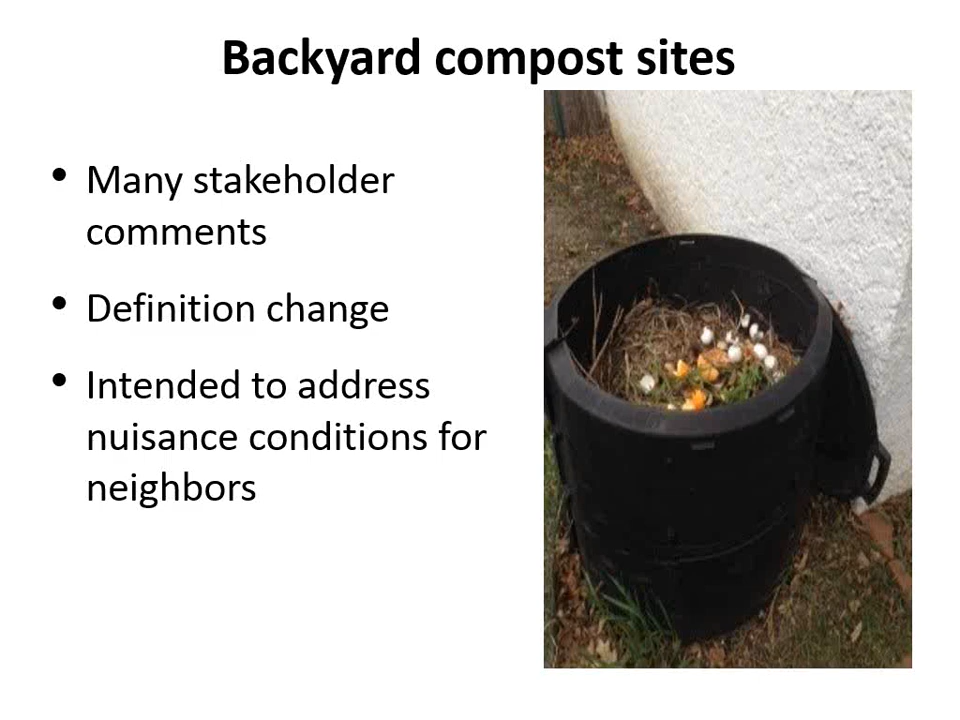 Backyard compost sites
• Many stakeholder
comments
• Definition change
• Intended to address
nuisance conditions for
neighbors